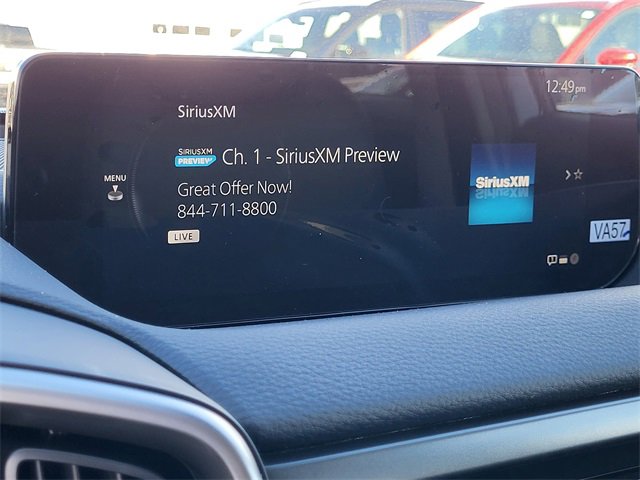 12:49pm
SiriusXM
SIRIUSXM
PREVIEW
Ch. 1 - SiriusXM Preview
MENU
Great Offer Now!
844-711-8800
LIVE
SiriusXM
VA57